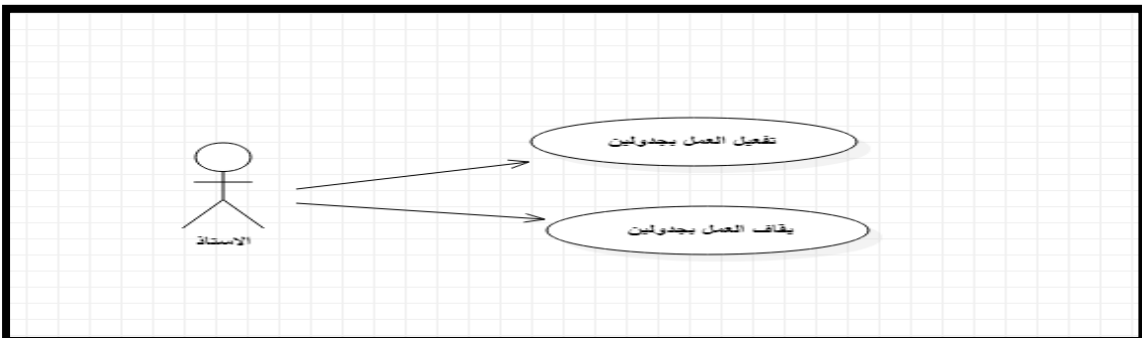 تفعيل العمل بجدولين
يقاف العمل بجدولين
الاستاذ